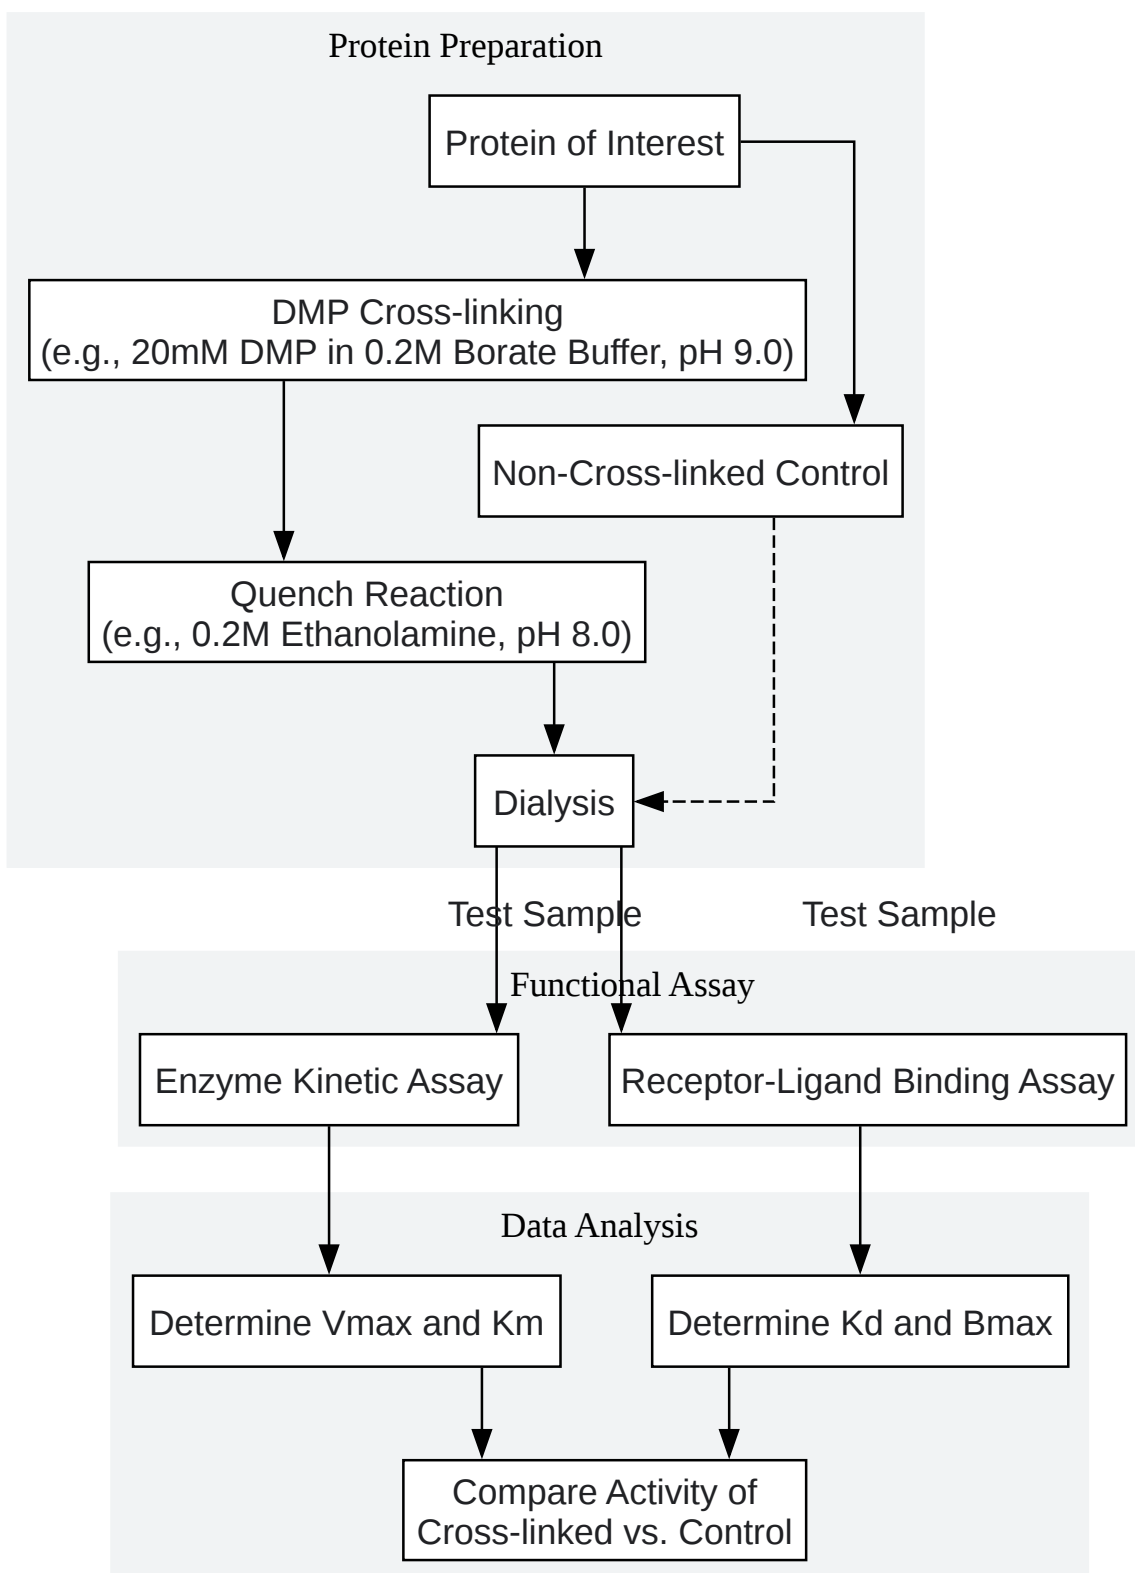 Protein Preparation
Protein of Interest
DMP Cross-linking
(e.g., 20mM DMP in 0.2M Borate Buffer, pH 9.0)
Non-Cross-linked Control
Quench Reaction
(e.g., 0.2M Ethanolamine, pH 8.0)
Dialysis
Test Sample
Test Sample
Functional Assay
Enzyme Kinetic Assay
Receptor-Ligand Binding Assay
Data Analysis
Determine Vmax and Km
Determine Kd and Bmax
Compare Activity of
Cross-linked vs. Control